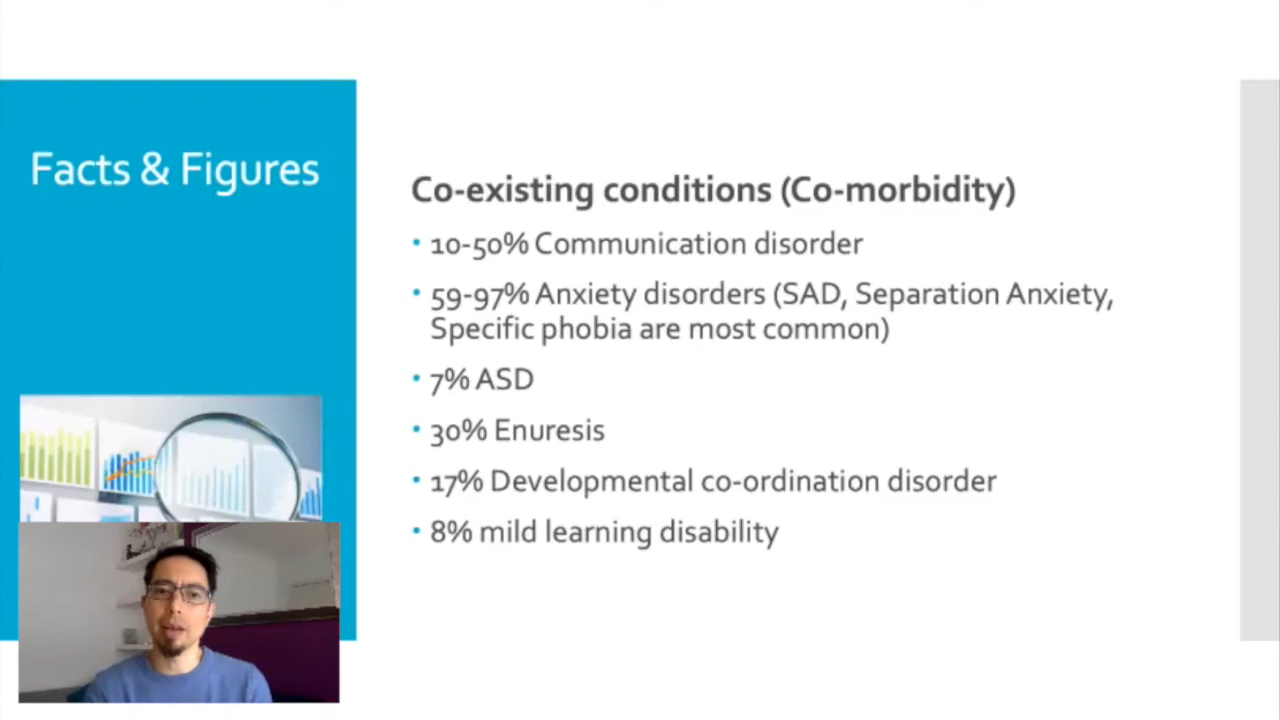 Facts & Figures
Co-existing conditions (Co-morbidity)
• 10-50% Communication disorder
• 59-97% Anxiety disorders (SAD, Separation Anxiety,
Specific phobia are most common)
• 7% ASD
• 30% Enuresis
• 17% Developmental co-ordination disorder
• 8% mild learning disability